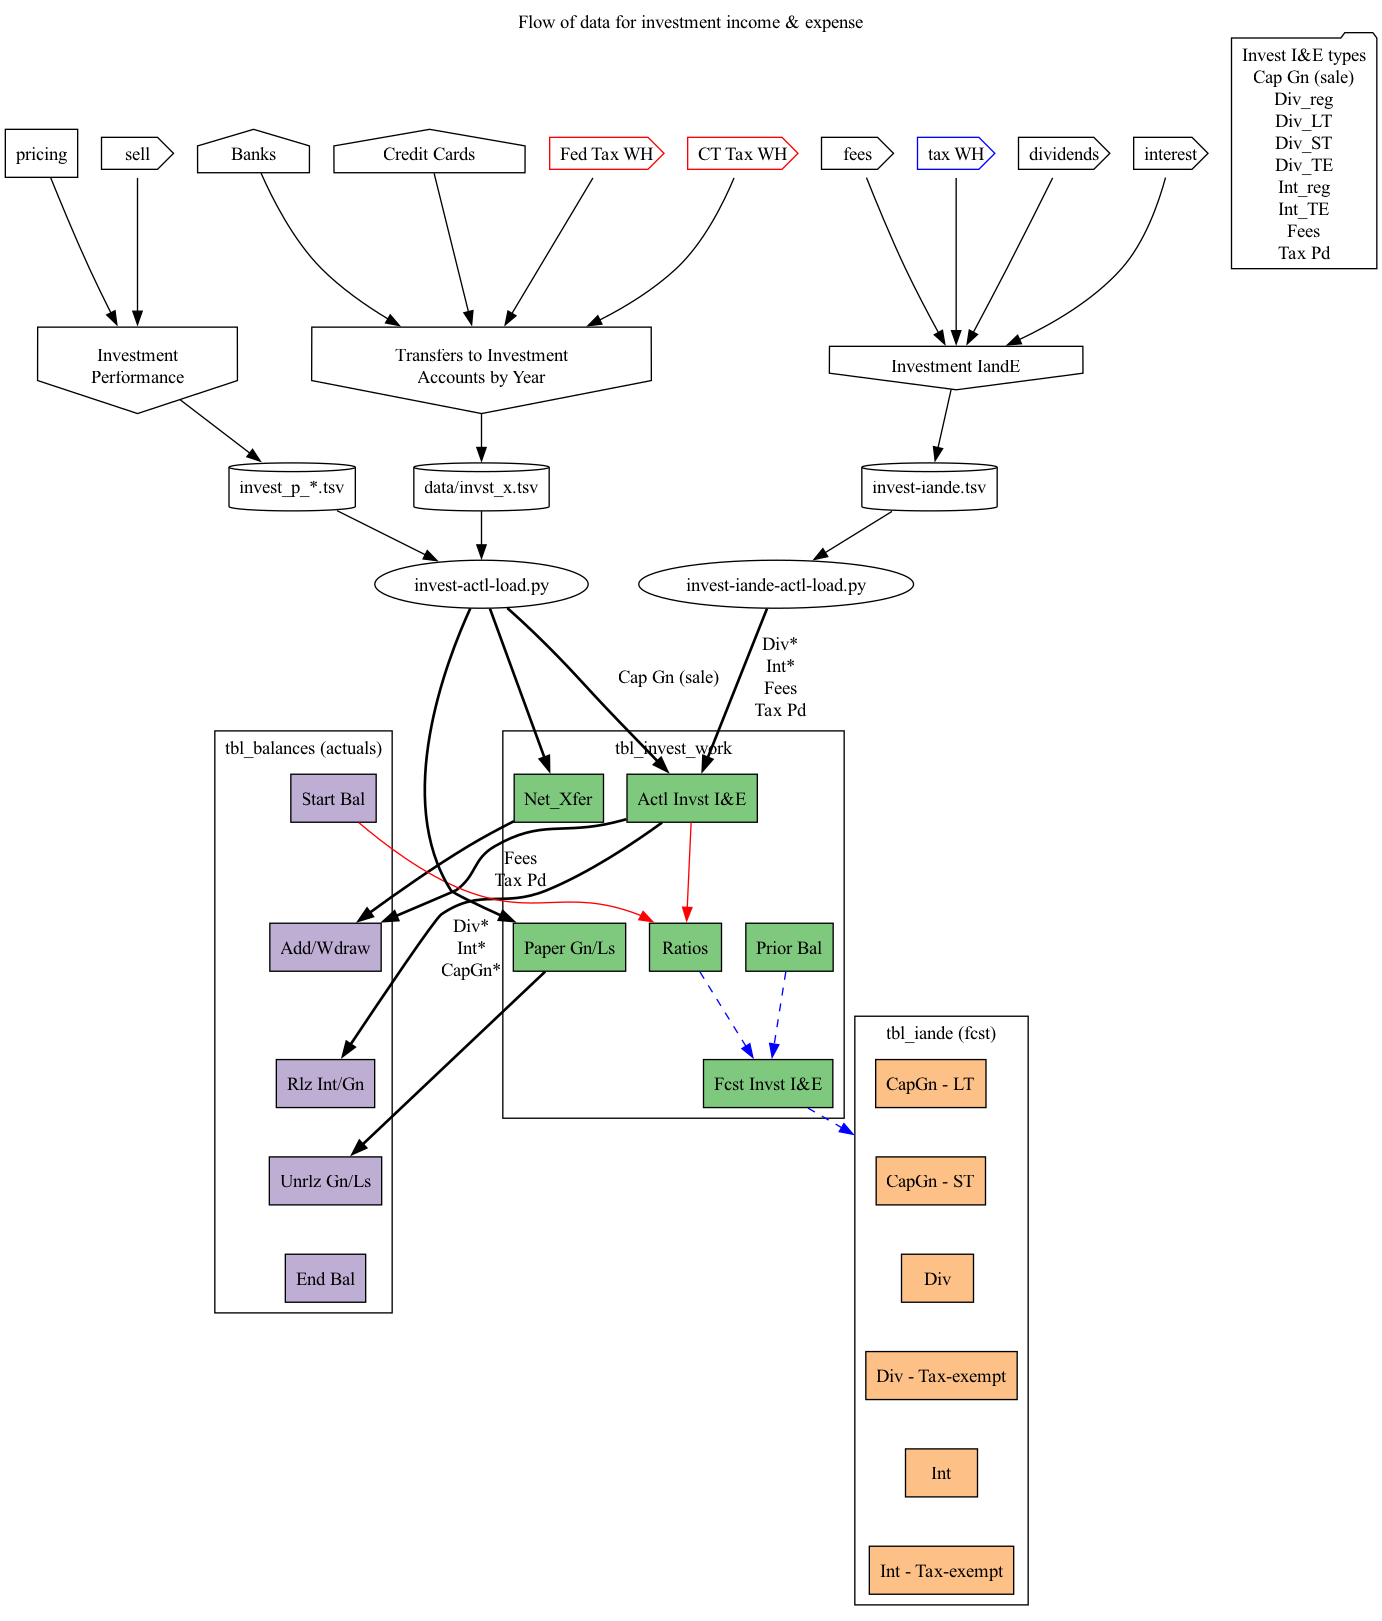 Flow of data for investment income & expense
Invest I&E types
Cap Gn (sale)
Div_reg
Div_LT
Div_ST
Div_TE
Int_reg
Int_TE
Fees
Tax Pd
pricing
sell
Banks
Credit Cards
Fed Tax WH
CT Tax WH
fees
tax WH
dividends
interest
Investment
Performance
Transfers to Investment
Accounts by Year
Investment IandE
invest_p_*.tsv
data/invst_x.tsv
invest-iande.tsv
invest-actl-load.py
invest-iande-actl-load.py
Cap Gn (sale)
Div*
Int*
Fees
Tax Pd
tbl_balances (actuals)
Start Bal
Add/Wdraw
Rlz Int/Gn
Unrlz Gn/Ls
End Bal
tbl_invest_work
Net_Xfer
Actl Invst I&E
Fees
Tax Pd
Div*
Int*
CapGn*
Paper Gn/Ls
Ratios
Prior Bal
Fcst Invst I&E
tbl_iande (fcst)
CapGn - LT
CapGn - ST
Div
Div - Tax-exempt
Int
Int - Tax-exempt